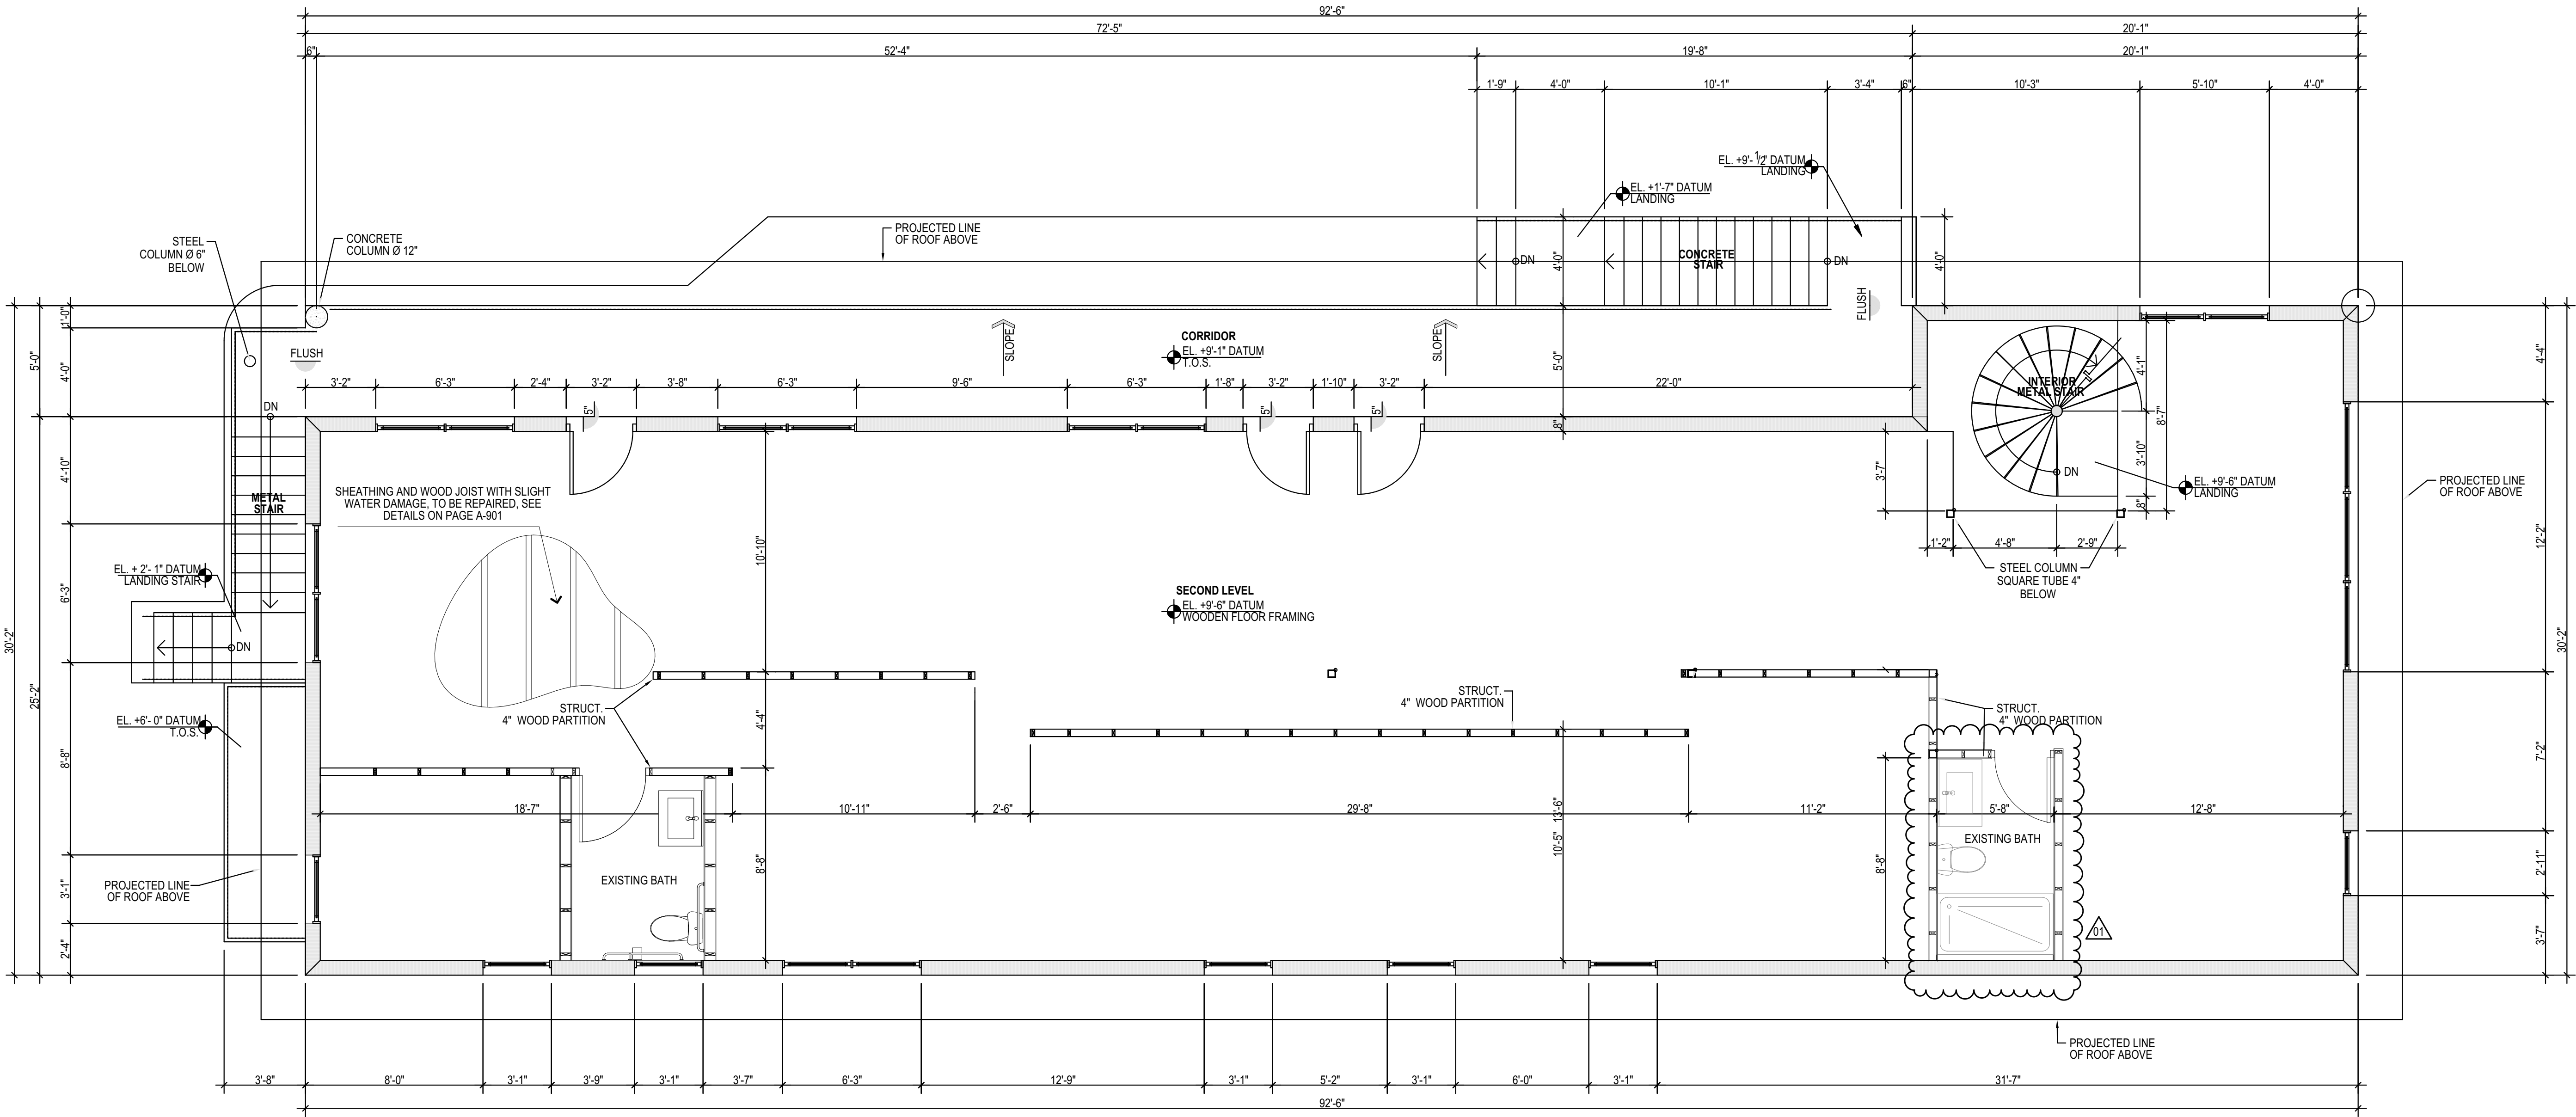 92'-6"
72'-5"
20'-1"
6"
52'-4"
19'-8"
20'-1"
1'-9"
4'-0"
10'-1"
3'-4"
6"
10'-3"
5'-10"
4'-0"
EL. +9'- 1/2" DATUM
LANDING
EL. +1'-7" DATUM
LANDING
STEEL
COLUMN Ø 6"
BELOW
CONCRETE
COLUMN Ø 12"
PROJECTED LINE
OF ROOF ABOVE
DN
CONCRETE
STAIR
DN
4'-0"
4'-0"
FLUSH
1'-0"
5'-0"
4'-0"
FLUSH
SLOPE
CORRIDOR
EL. +9'-1" DATUM
T.O.S.
SLOPE
5'-0"
3'-2"
6'-3"
2'-4"
3'-2"
3'-8"
6'-3"
9'-6"
6'-3"
1'-8"
3'-2"
1'-10"
3'-2"
22'-0"
5"
5"
5"
8"
INTERIOR
METAL STAIR
4'-1"
8'-7"
3'-10"
8"
DN
3'-7"
EL. +9'-6" DATUM
LANDING
4'-4"
PROJECTED LINE
OF ROOF ABOVE
DN
METAL
STAIR
4'-10"
SHEATHING AND WOOD JOIST WITH SLIGHT
WATER DAMAGE, TO BE REPAIRED, SEE
DETAILS ON PAGE A-901
10'-10"
1'-2"
4'-8"
2'-9"
STEEL COLUMN
SQUARE TUBE 4"
BELOW
12'-2"
EL. + 2'- 1" DATUM
LANDING STAIR
6'-3"
SECOND LEVEL
EL. +9'-6" DATUM
WOODEN FLOOR FRAMING
30'-2"
25'-2"
DN
30'-2"
STRUCT.
4" WOOD PARTITION
STRUCT.
4" WOOD PARTITION
STRUCT.
4" WOOD PARTITION
EL. +6'- 0" DATUM
T.O.S.
4'-4"
8'-8"
7'-2"
18'-7"
10'-11"
2'-6"
29'-8"
11'-2"
5'-8"
12'-8"
13'-6"
10'-5"
EXISTING BATH
EXISTING BATH
8'-8"
8'-8"
PROJECTED LINE
OF ROOF ABOVE
3'-1"
2'-4"
2'-11"
3'-7"
01
PROJECTED LINE
OF ROOF ABOVE
3'-8"
8'-0"
3'-1"
3'-9"
3'-1"
3'-7"
6'-3"
12'-9"
3'-1"
5'-2"
3'-1"
6'-0"
3'-1"
31'-7"
92'-6"